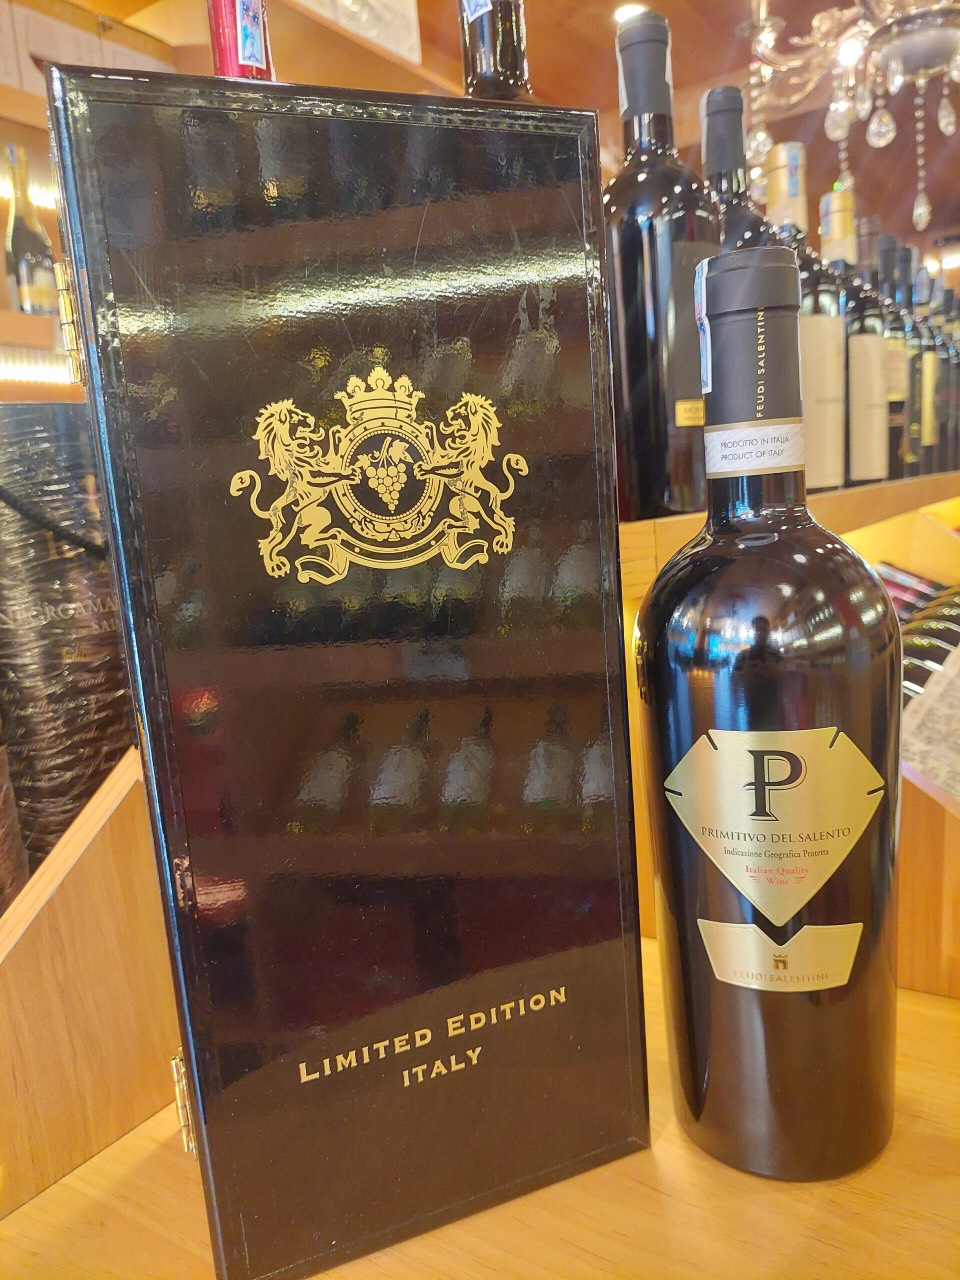 LIMITED EDITION
ITALY
FEUDI SALENTINI
PRODOTTO IN ITALIA
PRODUCT OF ITALY
P
PRIMITIVO DEL SALENTO
Indicazione Geografica Protetta
Italian Quality
Wine
FEUDI SALENTINI